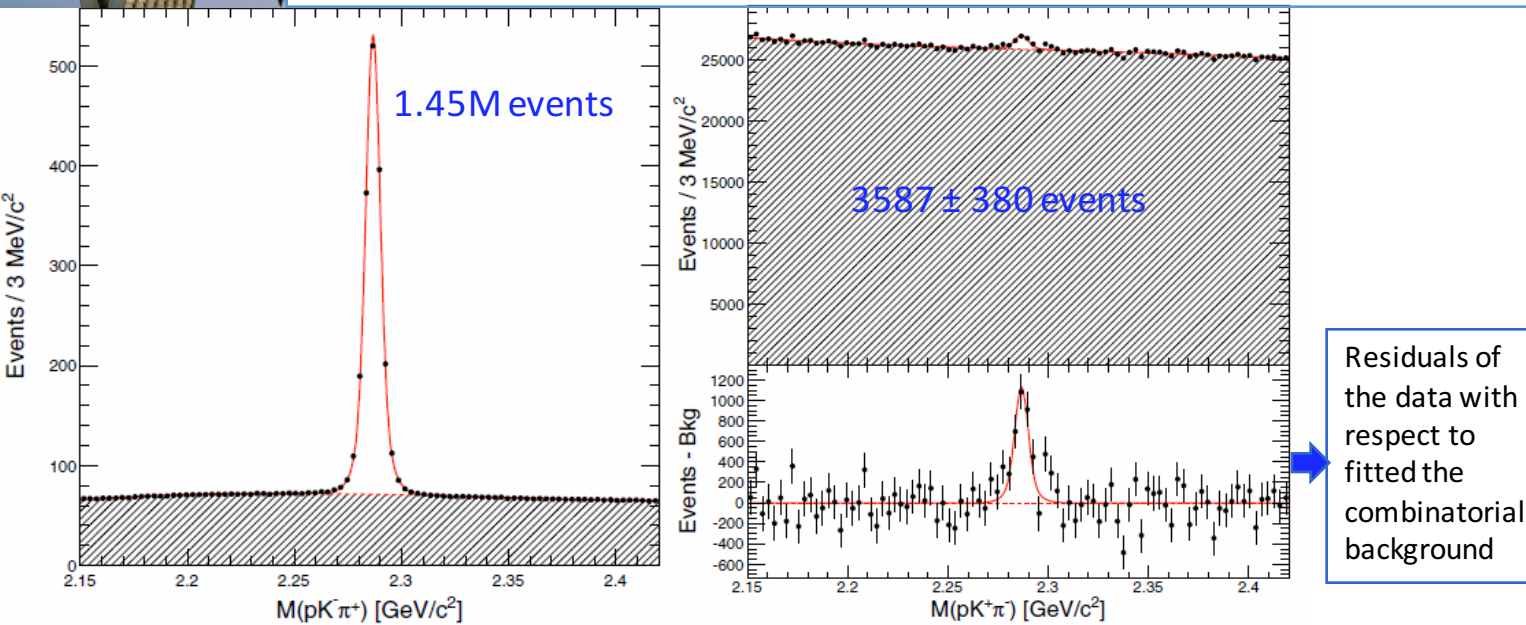 Events / 3 MeV/c²
500
400
300
200
100
0
1.45M events
2.15
2.2
2.25
2.3
2.35
2.4
M(pK⁻π⁺) [GeV/c²]
Events / 3 MeV/c²
25000
20000
15000
10000
5000
3587 ± 380 events
Events - Bkg
1200
1000
800
600
400
200
0
-200
-400
-600
2.15
2.2
2.25
2.3
2.35
2.4
M(pK⁺π⁻) [GeV/c²]
Residuals of
the data with
respect to
fitted the
combinatorial
background